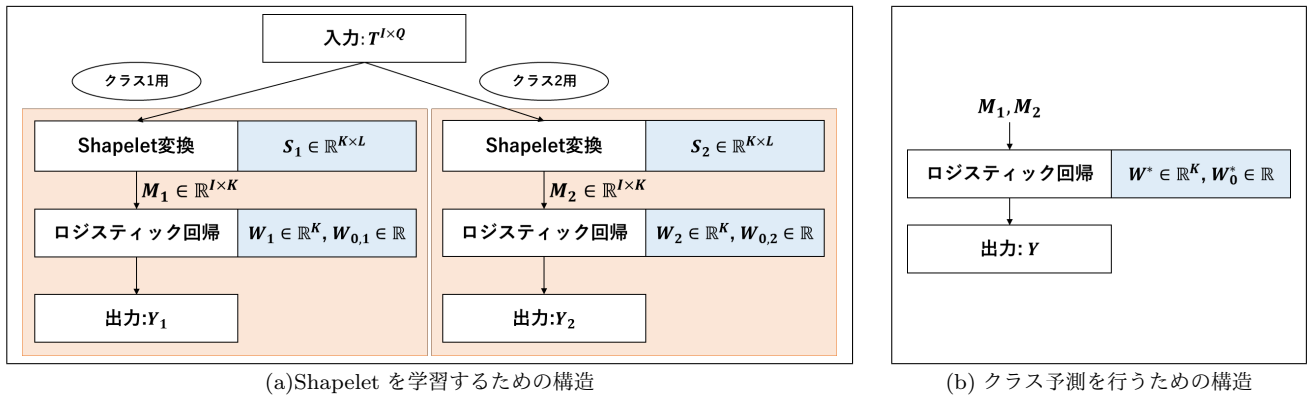 入力: T^{I×Q}
クラス1用
クラス2用
Shapelet変換
S_1 ∈ ℝ^{K×L}
M_1 ∈ ℝ^{I×K}
ロジスティック回帰
W_1 ∈ ℝ^K, W_{0,1} ∈ ℝ
出力:Y_1
Shapelet変換
S_2 ∈ ℝ^{K×L}
M_2 ∈ ℝ^{I×K}
ロジスティック回帰
W_2 ∈ ℝ^K, W_{0,2} ∈ ℝ
出力:Y_2
(a)Shapelet を学習するための構造
M_1, M_2
ロジスティック回帰
W^* ∈ ℝ^K, W_0^* ∈ ℝ
出力: Y
(b) クラス予測を行うための構造